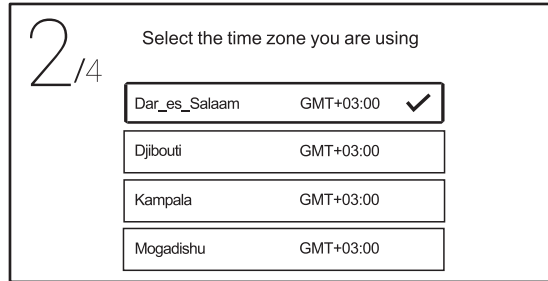 2/4
Select the time zone you are using
Dar_es_Salaam GMT+03:00
Djibouti GMT+03:00
Kampala GMT+03:00
Mogadishu GMT+03:00